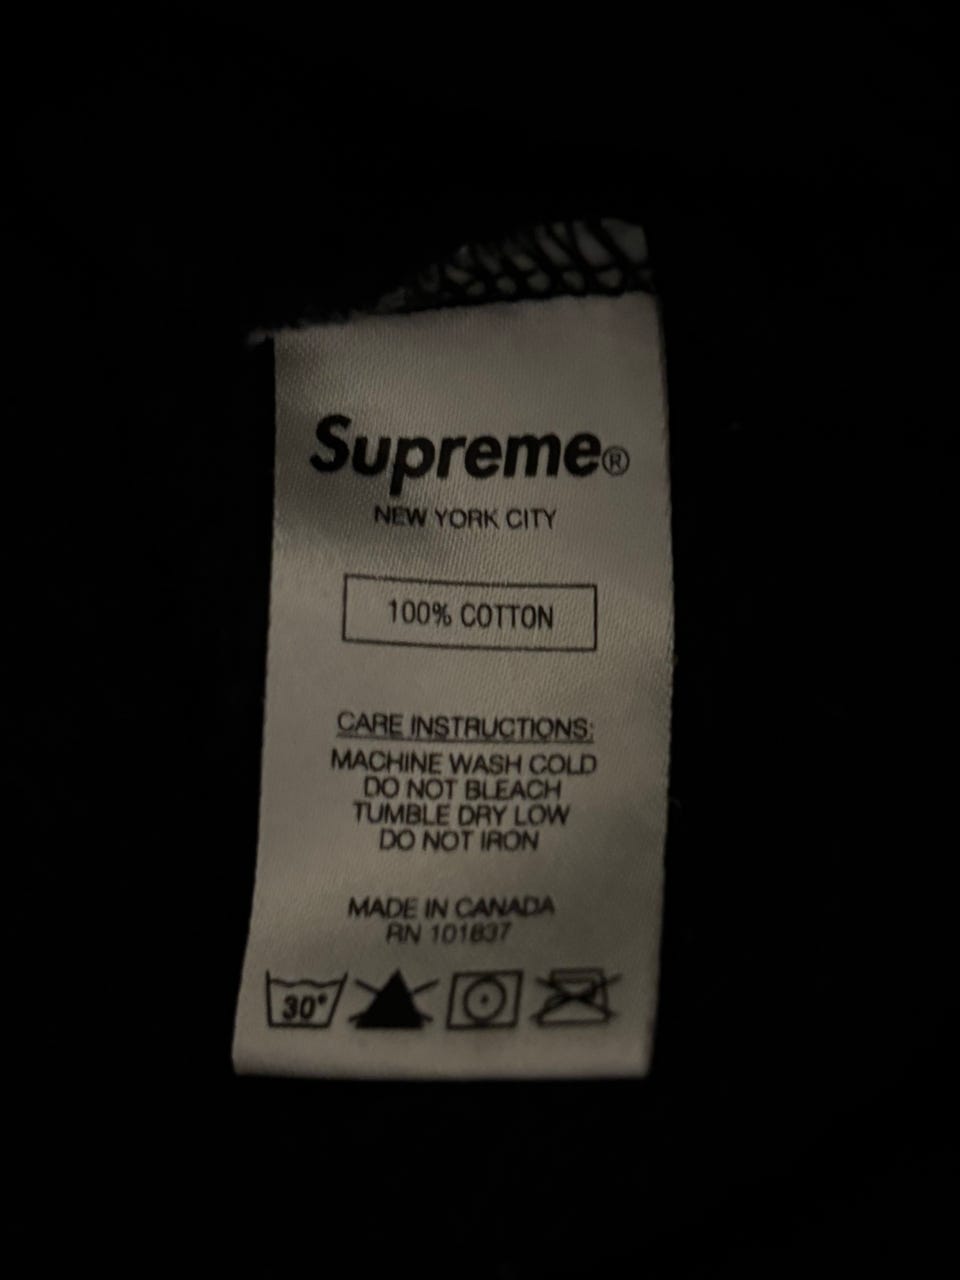 Supreme®
NEW YORK CITY
100% COTTON
CARE INSTRUCTIONS:
MACHINE WASH COLD
DO NOT BLEACH
TUMBLE DRY LOW
DO NOT IRON
MADE IN CANADA
RN 101837
30°